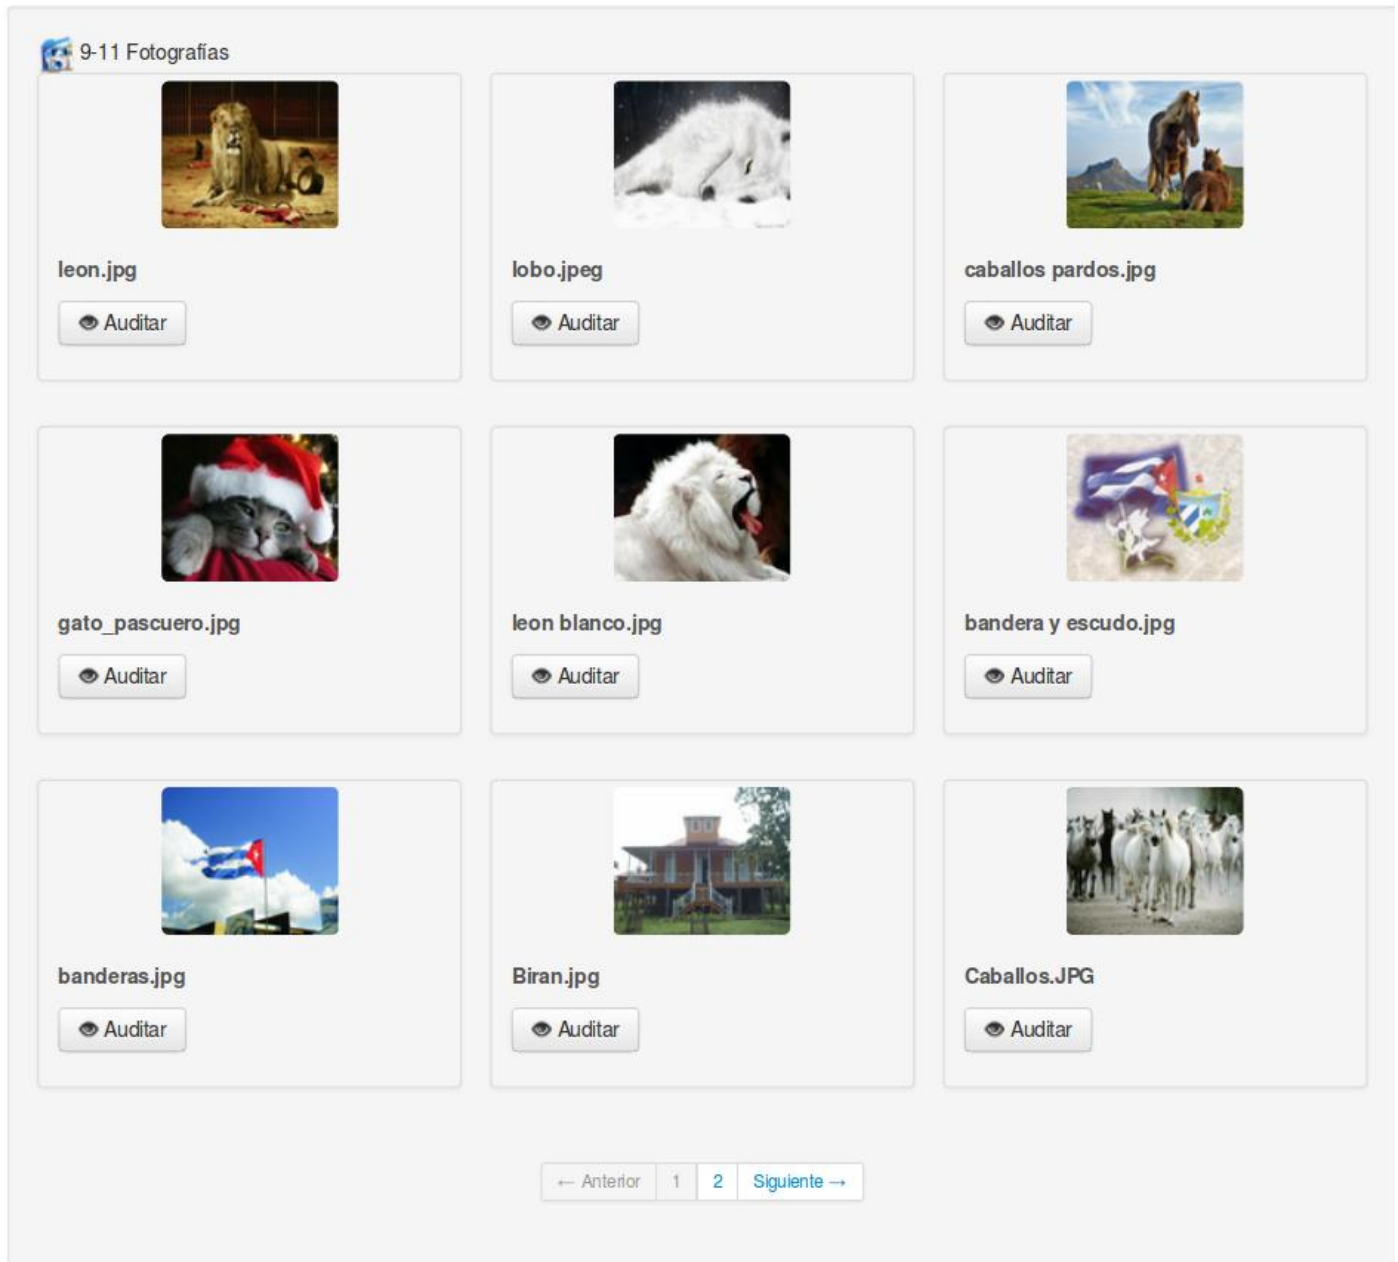 9-11 Fotografías
leon.jpg
lobo.jpeg
caballos pardos.jpg
Auditar
Auditar
Auditar
gato_pascuero.jpg
leon blanco.jpg
bandera y escudo.jpg
Auditar
Auditar
Auditar
banderas.jpg
Biran.jpg
Caballos.JPG
Auditar
Auditar
Auditar
← Anterior 1 2 Siguiente →